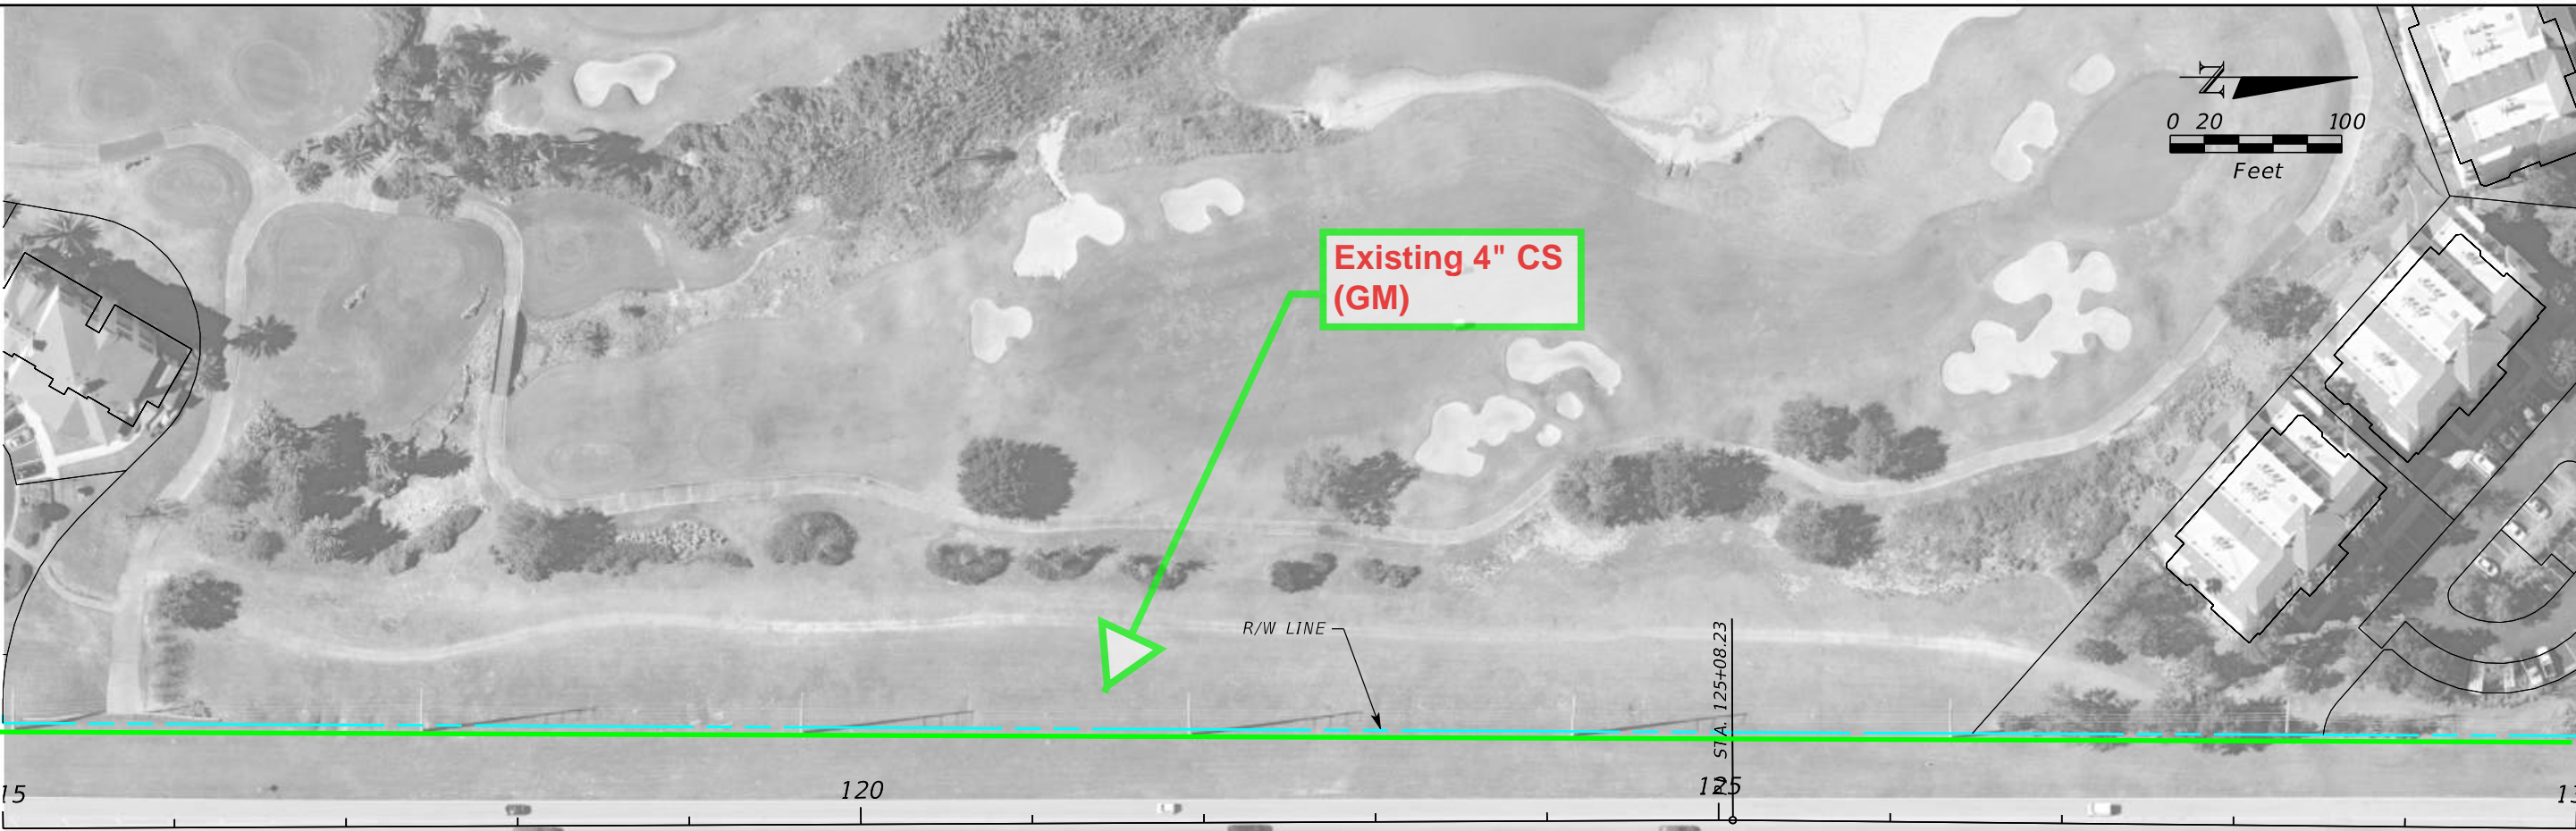 N
0 20 100
Feet
Existing 4" CS
(GM)
R/W LINE
STA. 125+08.23
15
120
125